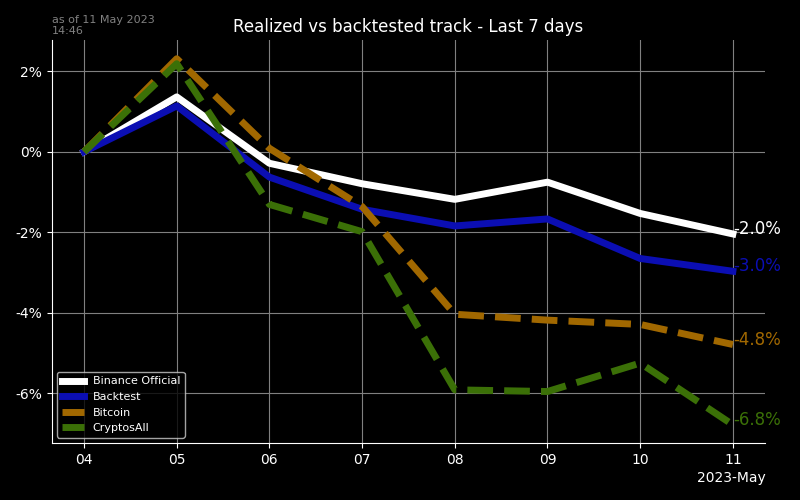 as of 11 May 2023
14:46
Realized vs backtested track - Last 7 days
2%
0%
-2%
-4%
-6%
-2.0%
-3.0%
-4.8%
-6.8%
Binance Official
Backtest
Bitcoin
CryptosAll
04 05 06 07 08 09 10 11
2023-May